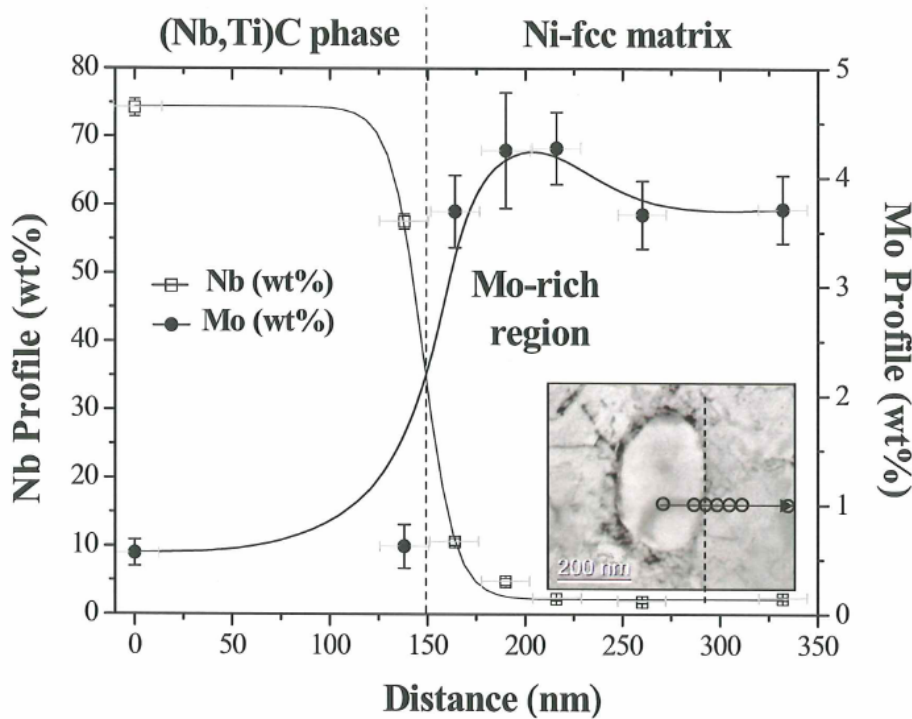 (Nb,Ti)C phase
Ni-fcc matrix
80
70
60
50
40
30
20
10
0
Nb Profile (wt%)
5
4
3
2
1
0
Mo Profile (wt%)
Nb (wt%)
Mo (wt%)
Mo-rich
region
200 nm
0
50
100
150
200
250
300
350
Distance (nm)